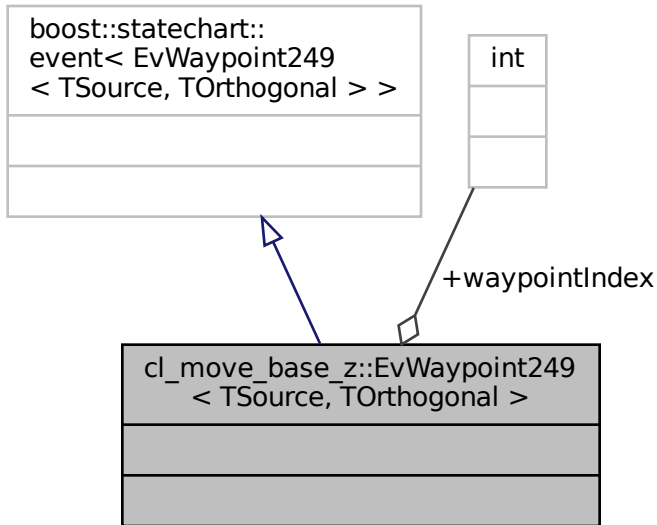 boost::statechart::
event< EvWaypoint249
< TSource, TOrthogonal > >
int
+waypointIndex
cl_move_base_z::EvWaypoint249
< TSource, TOrthogonal >